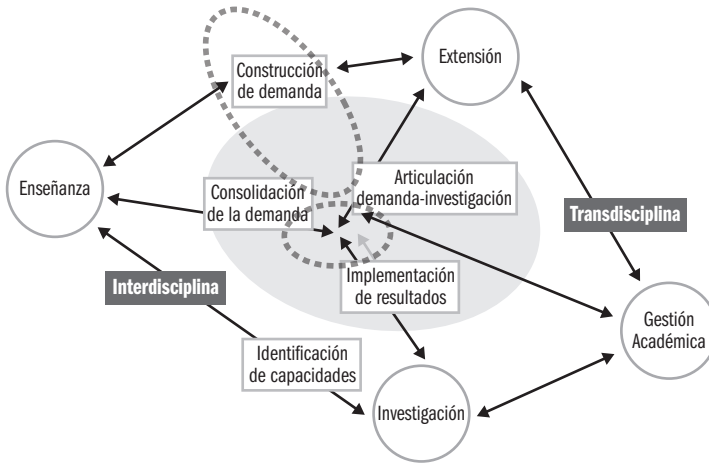 Construcción
de demanda
Extensión
Enseñanza
Consolidación
de la demanda
Articulación
demanda-investigación
Transdisciplina
Interdisciplina
Implementación
de resultados
Gestión
Académica
Identificación
de capacidades
Investigación